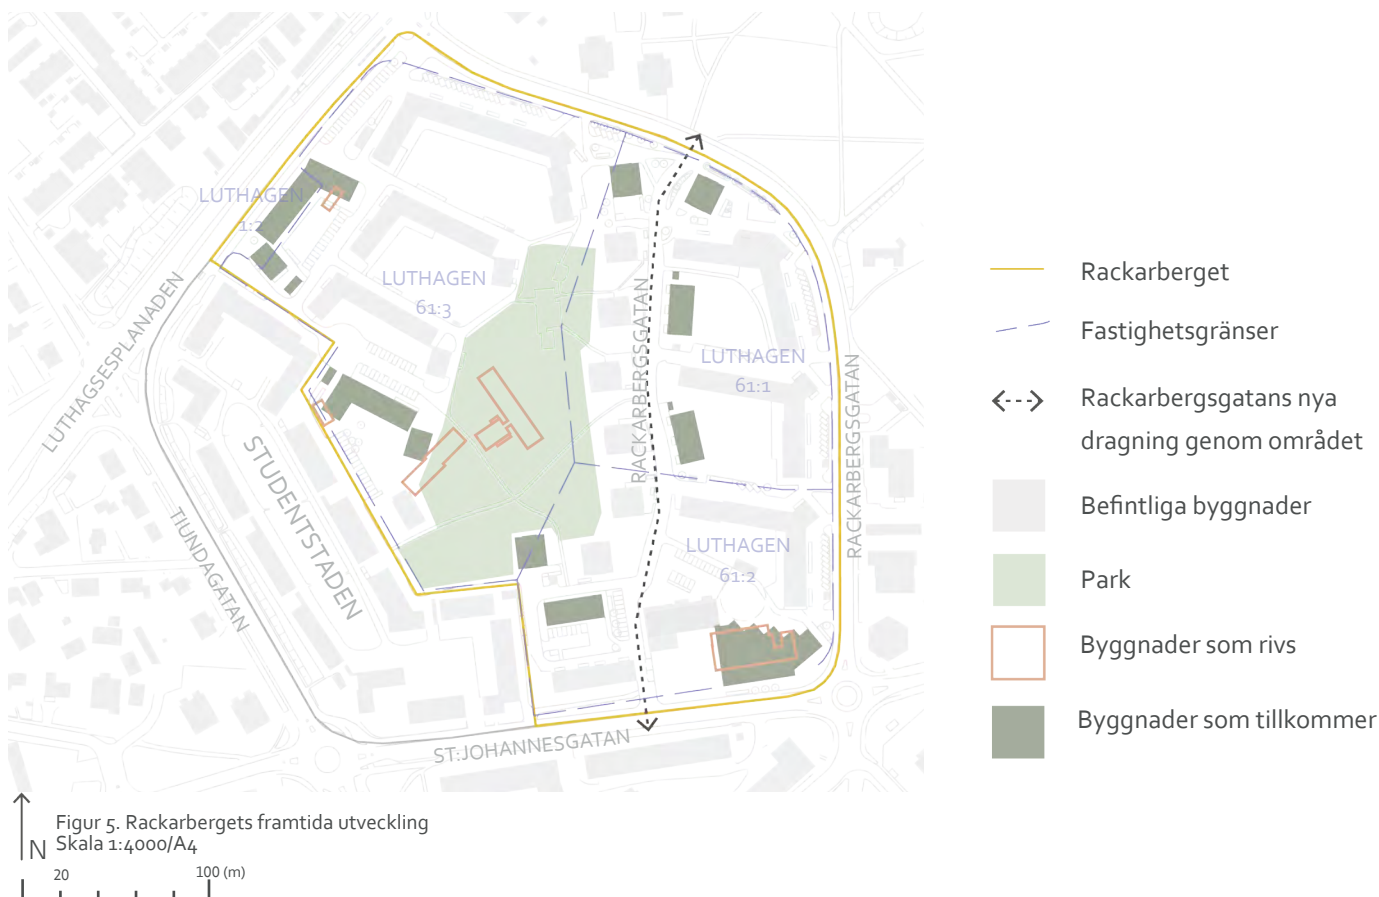 LUTHAGEN
1:2
LUTHAGEN
61:3
LUTHAGSESPLANADEN
RACKARBERGSGATAN
LUTHAGEN
61:1
RACKARBERGSGATAN
STUDENTSTADEN
TIUNDAGATAN
LUTHAGEN
61:2
ST:JOHANNESGATAN
Rackarberget
Fastighetsgränser
Rackarbergsgatans nya
dragning genom området
Befintliga byggnader
Park
Byggnader som rivs
Byggnader som tillkommer
N
Figur 5. Rackarbergets framtida utveckling
Skala 1:4000/A4
20 100 (m)